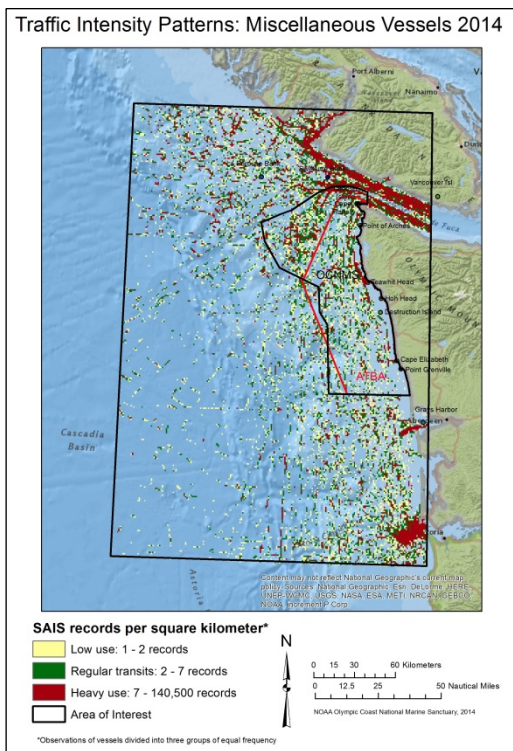 Traffic Intensity Patterns: Miscellaneous Vessels 2014
Port Alberni
Nanaimo
Vancouver Isl
Point of Arches
OCNMS
Teawhit Head
Hoh Head
Destruction Island
Cape Elizabeth
Point Grenville
ATBA
Grays Harbor
Aberdeen
Cascadia
Basin
Astoria
Content may not reflect National Geographic's current map
policy. Sources: National Geographic, Esri, DeLorme, HERE,
UNEP-WCMC, USGS, NASA, ESA, METI, NRCAN, GEBCO,
NOAA, increment P Corp.
SAIS records per square kilometer*
Low use: 1 - 2 records
Regular transits: 2 - 7 records
Heavy use: 7 - 140,500 records
Area of Interest
N
0 15 30 60 Kilometers
0 12.5 25 50 Nautical Miles
NOAA Olympic Coast National Marine Sanctuary, 2014
*Observations of vessels divided into three groups of equal frequency